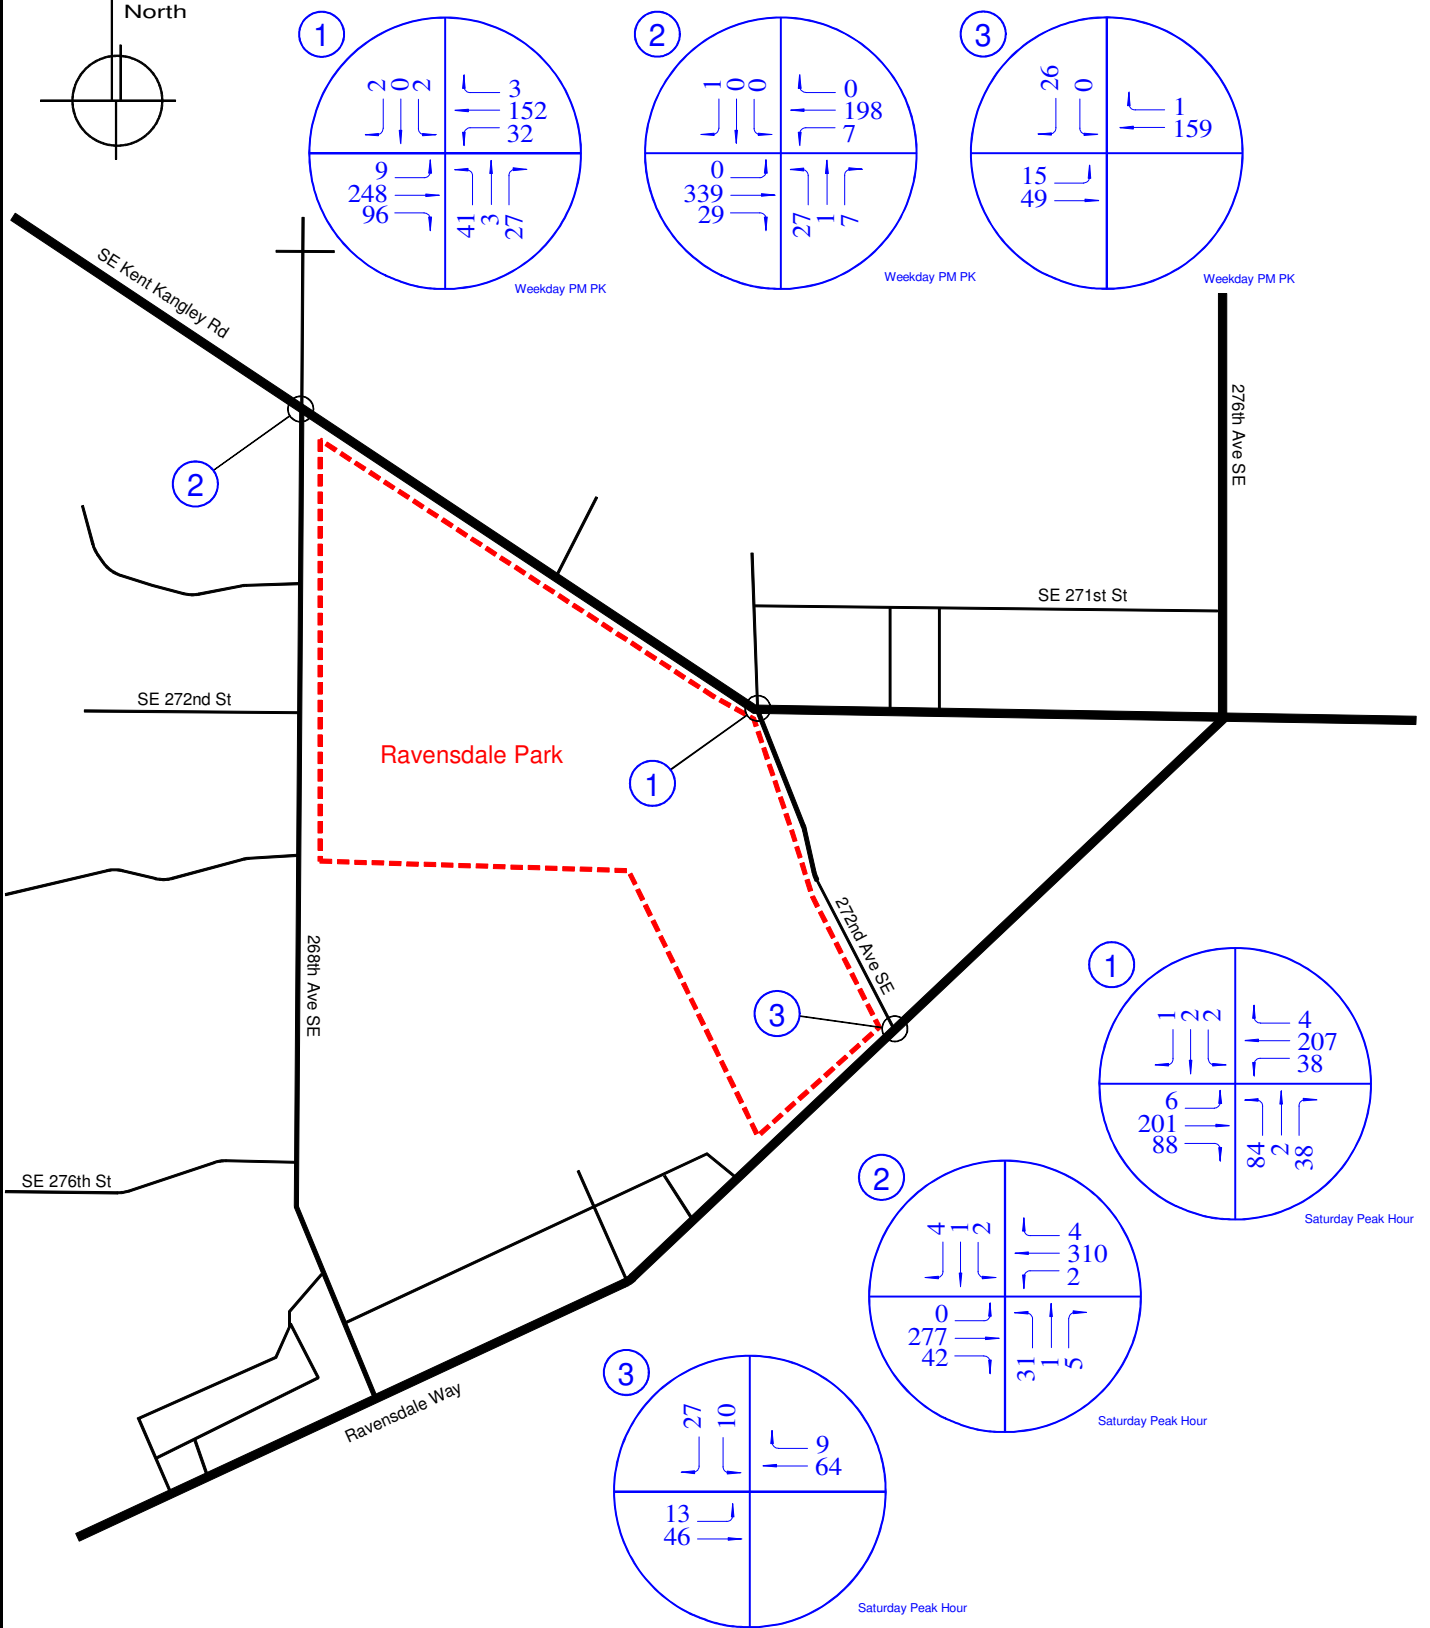 North
1
2 0 2
3
152
32
9
248
96
41 3 27
Weekday PM PK
2
1 0 0
0
198
7
0
339
29
27 1 7
Weekday PM PK
3
26 0
1
159
15
49
Weekday PM PK
SE Kent Kangley Rd
276th Ave SE
2
SE 271st St
SE 272nd St
Ravensdale Park
1
272nd Ave SE
268th Ave SE
3
SE 276th St
Ravensdale Way
1
1 2 2
4
207
38
6
201
88
84 2 38
Saturday Peak Hour
2
4 1 2
4
310
2
0
277
42
31 1 5
Saturday Peak Hour
3
27 10
9
64
13
46
Saturday Peak Hour